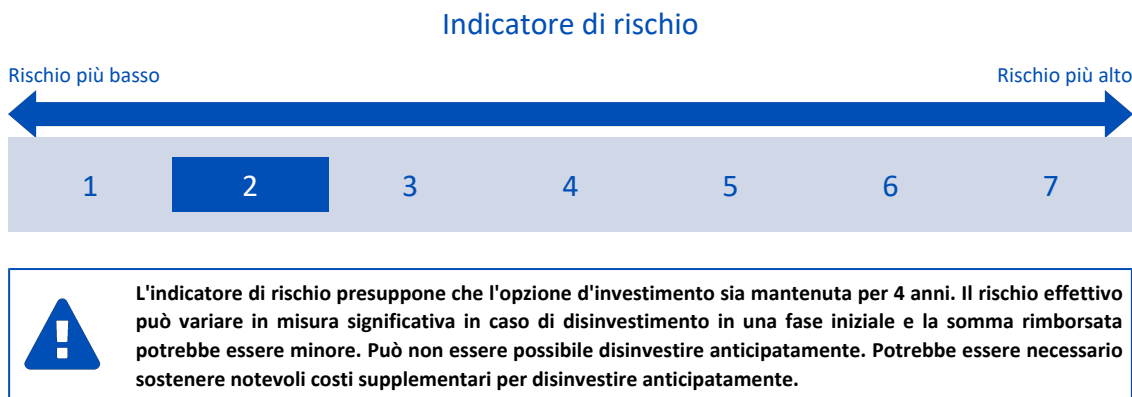 Indicatore di rischio
Rischio più basso
Rischio più alto
1 2 3 4 5 6 7
L'indicatore di rischio presuppone che l'opzione d'investimento sia mantenuta per 4 anni. Il rischio effettivo
può variare in misura significativa in caso di disinvestimento in una fase iniziale e la somma rimborsata
potrebbe essere minore. Può non essere possibile disinvestire anticipatamente. Potrebbe essere necessario
sostenere notevoli costi supplementari per disinvestire anticipatamente.